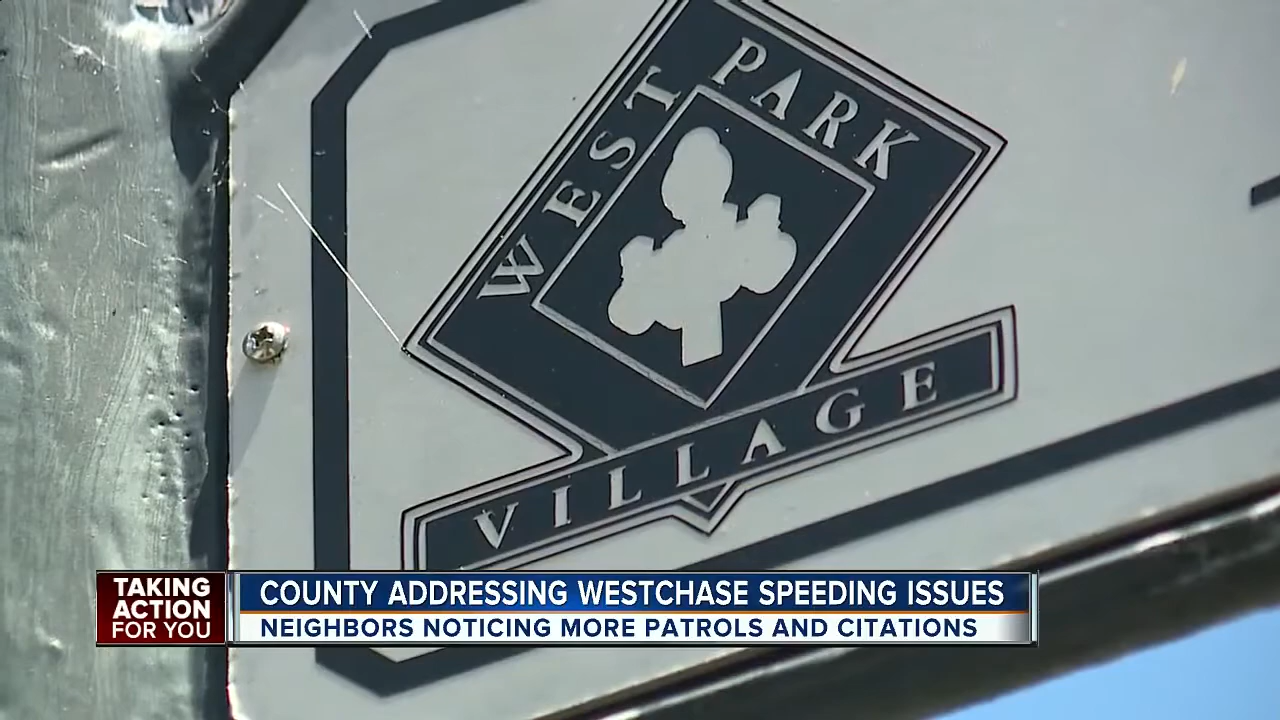 WEST PARK
VILLAGE
TAKING
ACTION
FOR YOU
COUNTY ADDRESSING WESTCHASE SPEEDING ISSUES
NEIGHBORS NOTICING MORE PATROLS AND CITATIONS